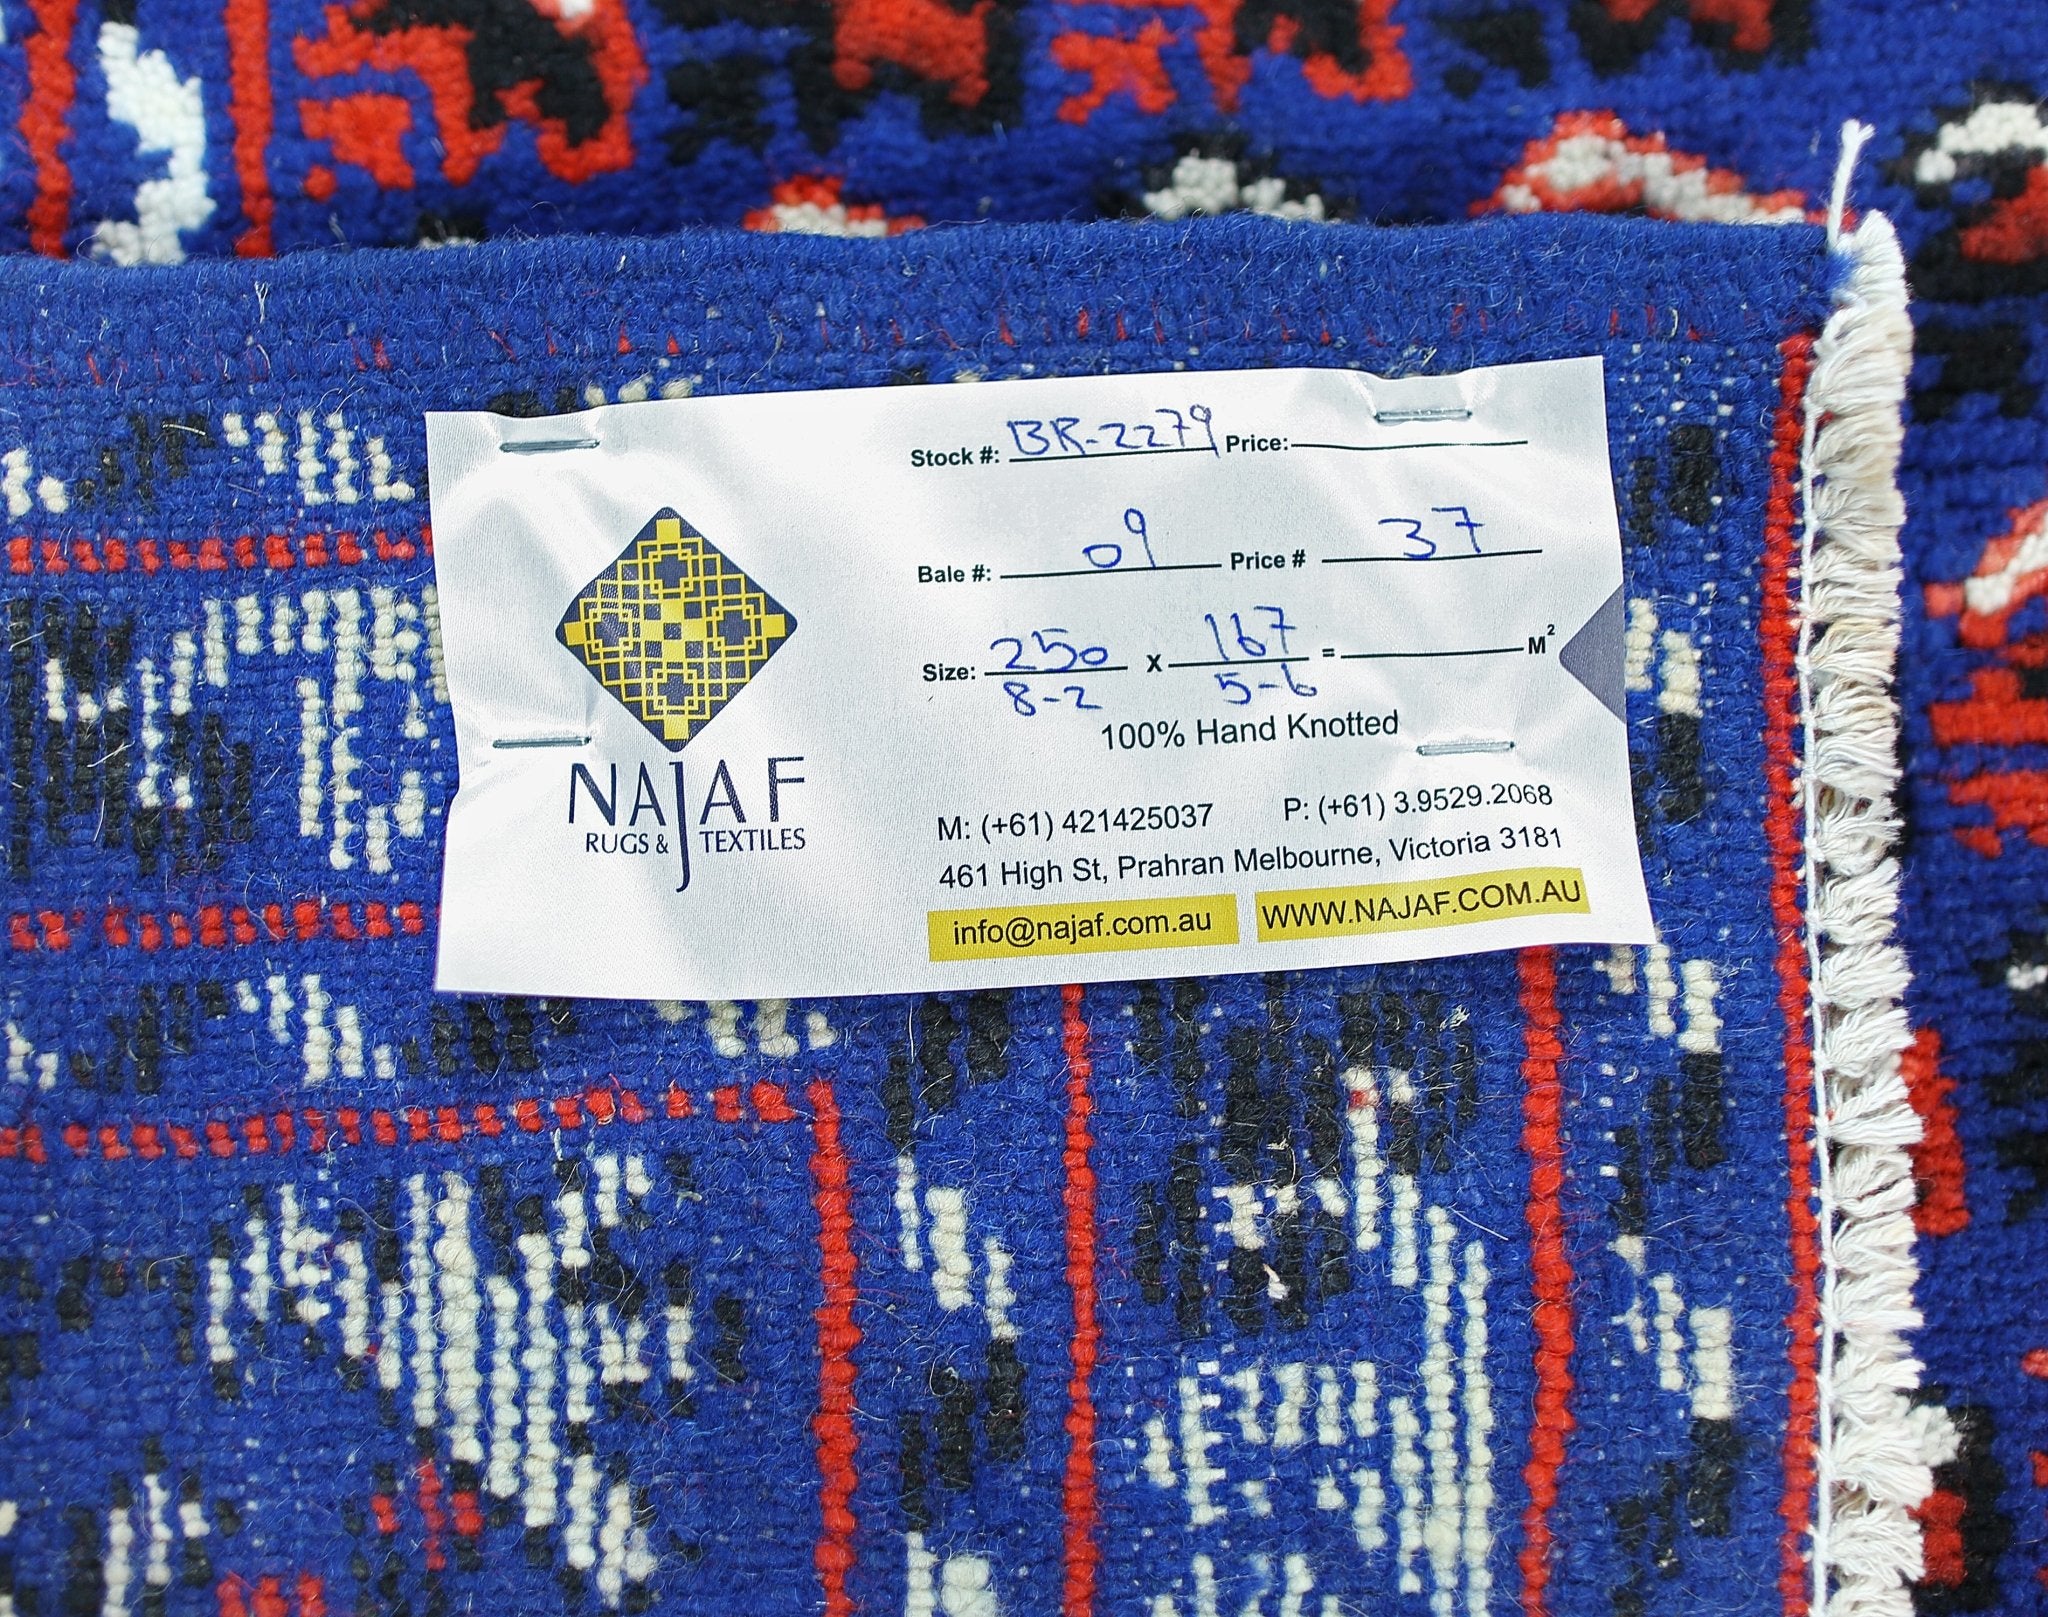 Stock #: BR-2279 Price:
Bale #: 09 Price # 37
Size: 250 x 167 = M²
8-2 5-6
100% Hand Knotted
NAJAF
RUGS & TEXTILES
M: (+61) 421425037 P: (+61) 3.9529.2068
461 High St, Prahran Melbourne, Victoria 3181
info@najaf.com.au WWW.NAJAF.COM.AU